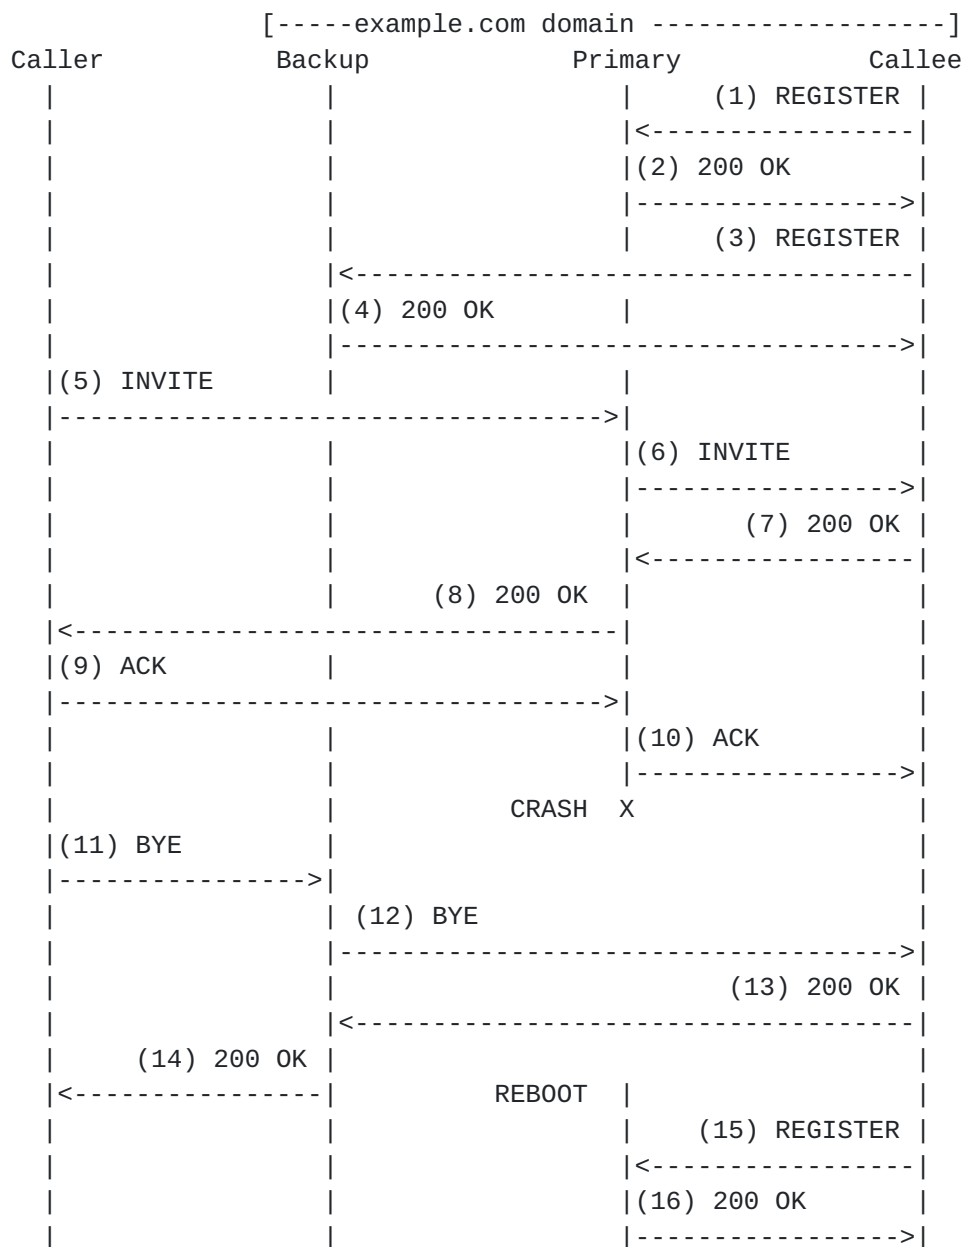 [-----example.com domain -------------------]
Caller Backup Primary Callee
(1) REGISTER
(2) 200 OK
(3) REGISTER
(4) 200 OK
(5) INVITE
(6) INVITE
(7) 200 OK
(8) 200 OK
(9) ACK
(10) ACK
CRASH X
(11) BYE
(12) BYE
(13) 200 OK
(14) 200 OK
REBOOT
(15) REGISTER
(16) 200 OK